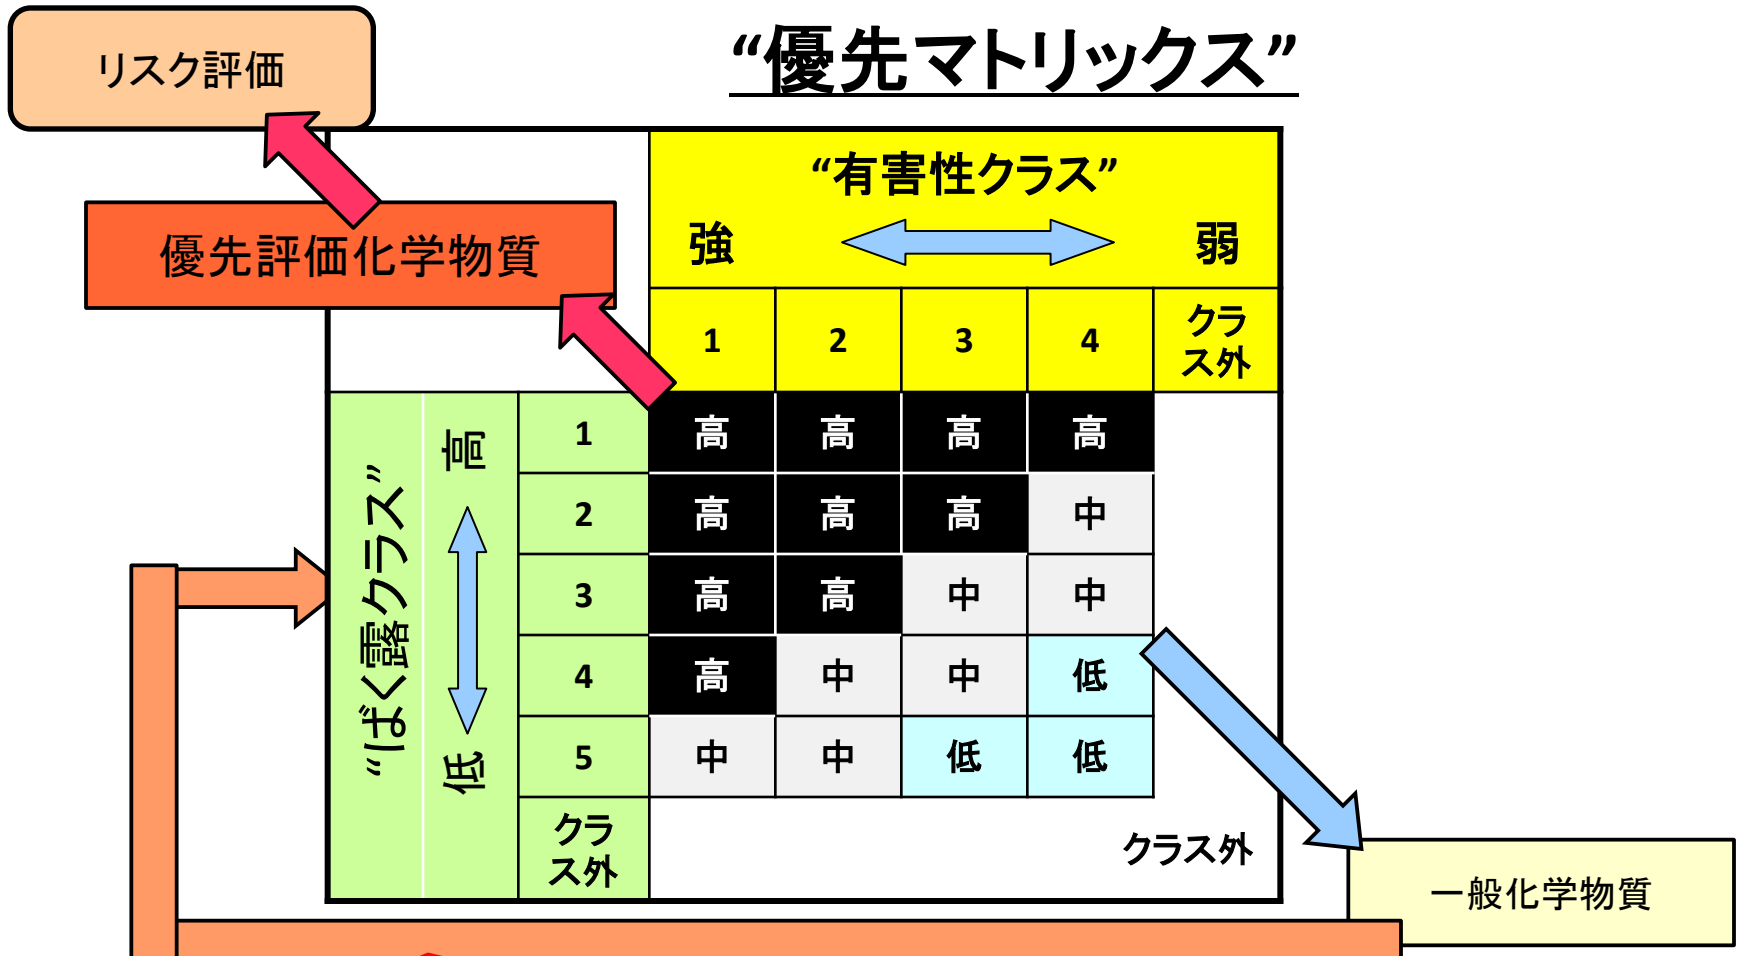 リスク評価
“優先マトリックス”
“有害性クラス”
優先評価化学物質
強 弱
1 2 3 4 クラ
ス外
“ばく露クラス”
高
低
1 高 高 高 高
2 高 高 高 中
3 高 高 中 中
4 高 中 中 低
5 中 中 低 低
クラ
ス外
クラス外
一般化学物質